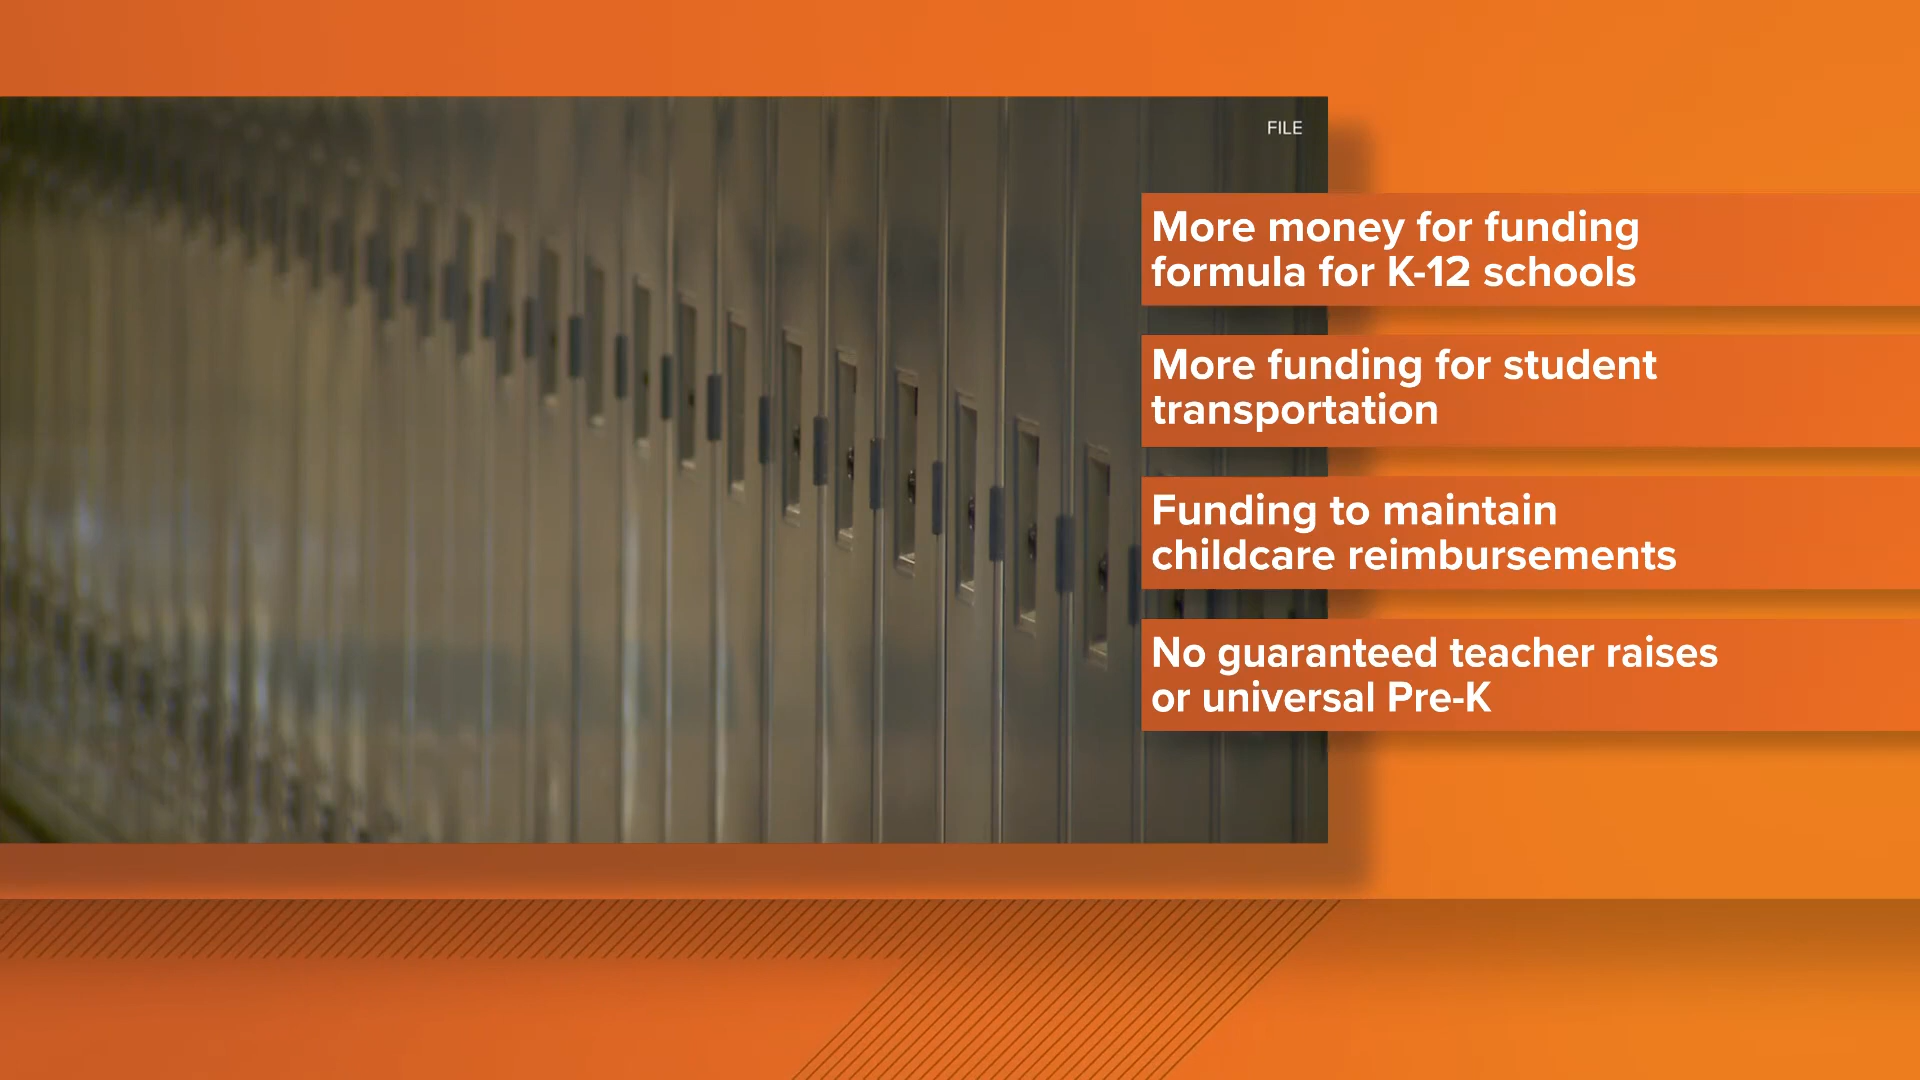 FILE
More money for funding
formula for K-12 schools
More funding for student
transportation
Funding to maintain
childcare reimbursements
No guaranteed teacher raises
or universal Pre-K